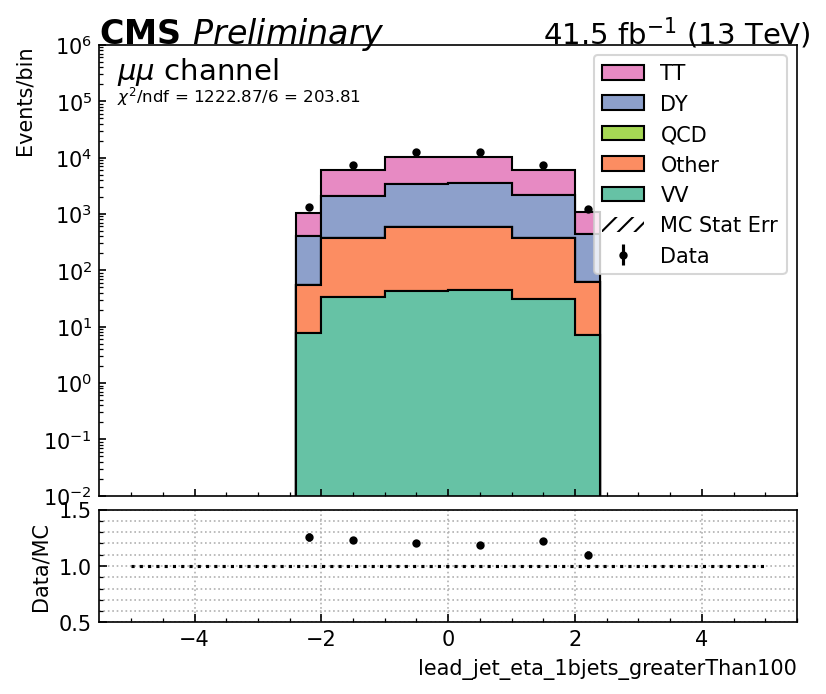 CMS Preliminary 41.5 fb⁻¹ (13 TeV)
Events/bin
μμ channel
χ²/ndf = 1222.87/6 = 203.81
10⁶
10⁵
10⁴
10³
10²
10¹
10⁰
10⁻¹
10⁻²
TT
DY
QCD
Other
VV
MC Stat Err
Data
Data/MC
1.5
1.0
0.5
−4 −2 0 2 4
lead_jet_eta_1bjets_greaterThan100